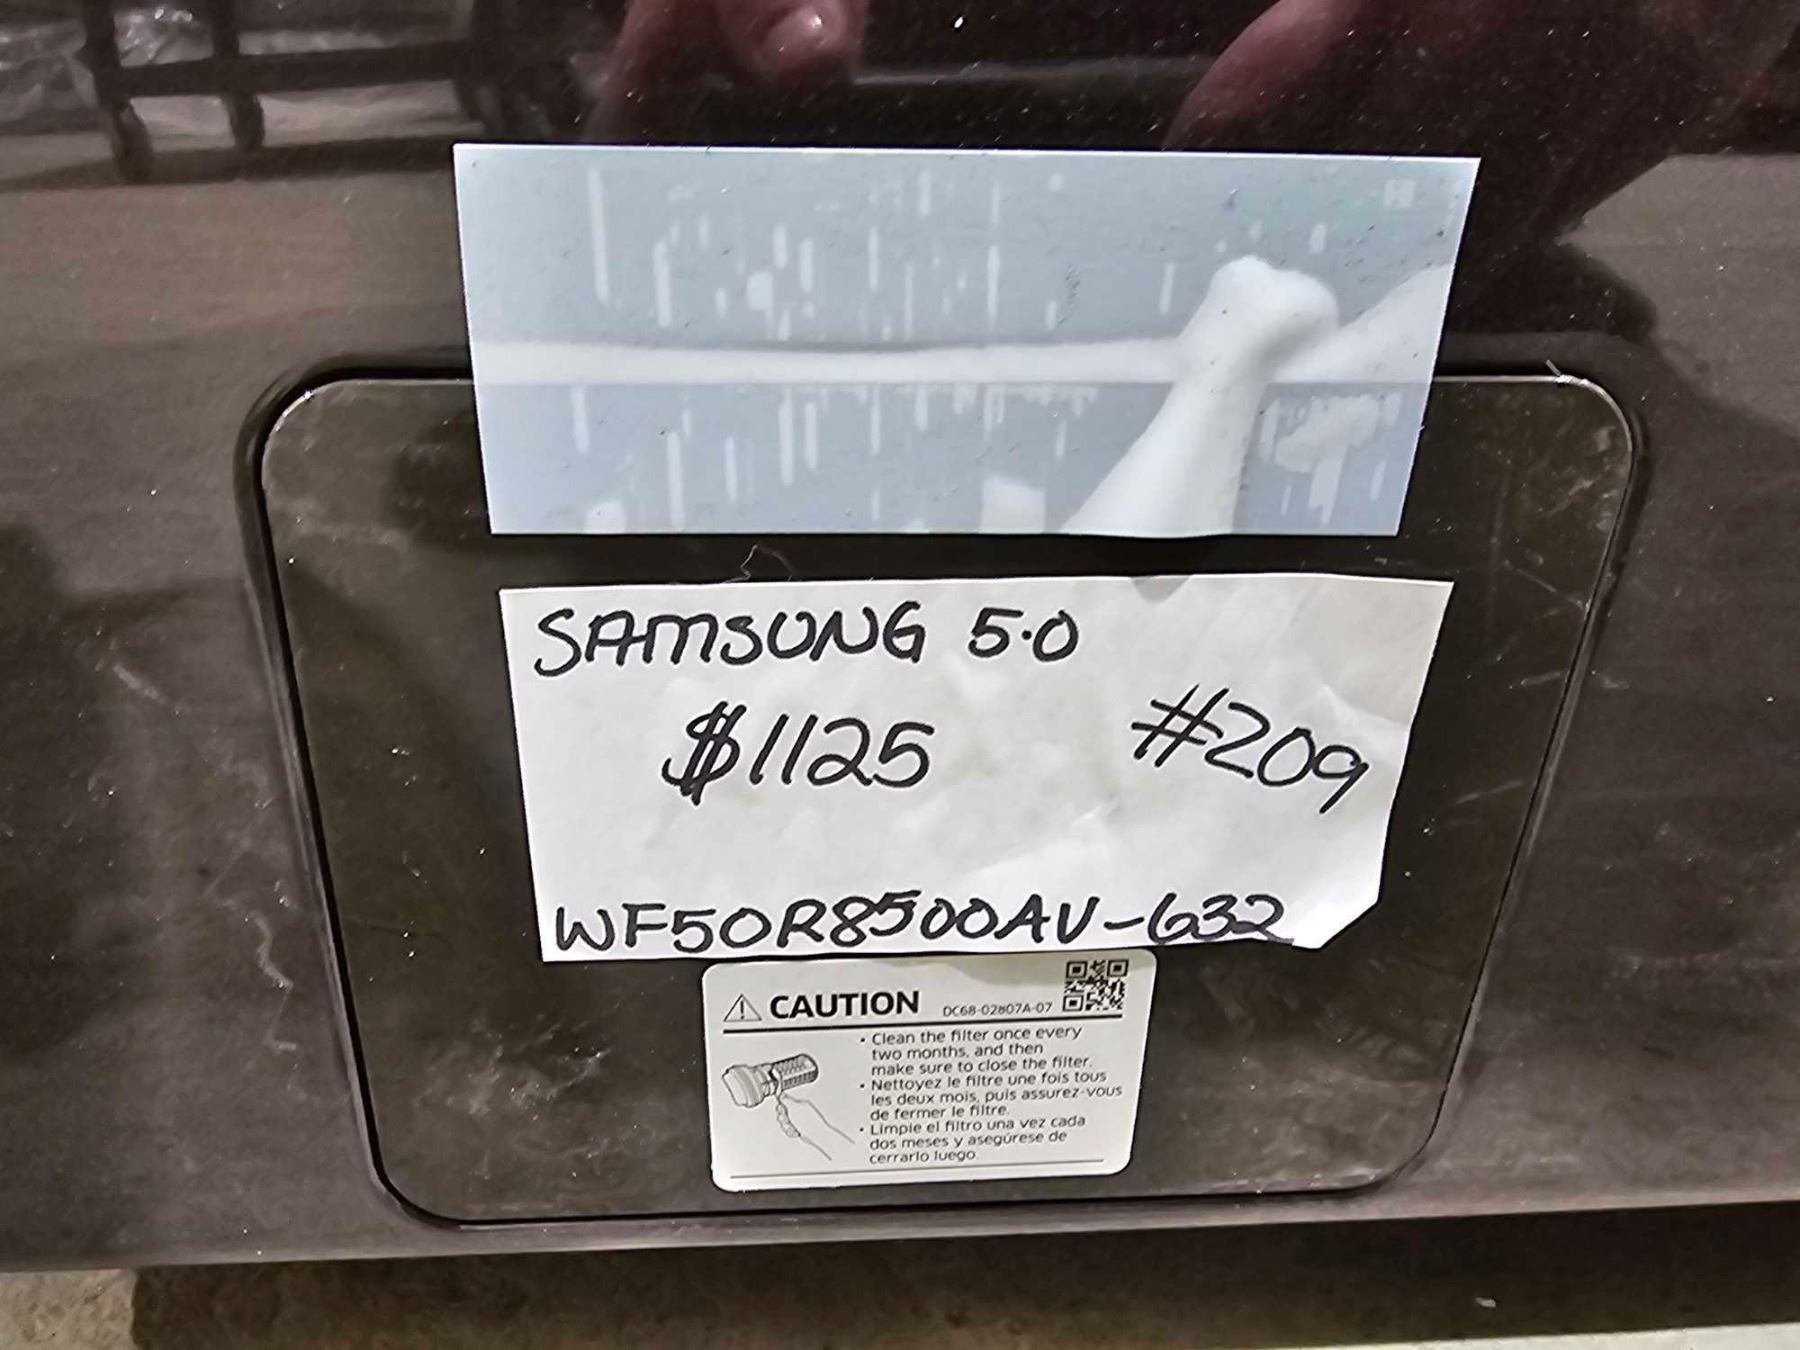 SAMSUNG 5.0
$1125 #209
WF50R8500AV-632
CAUTION DC68-02807A-07
• Clean the filter once every
two months, and then
make sure to close the filter.
• Nettoyez le filtre une fois tous
les deux mois, puis assurez-vous
de fermer le filtre.
• Limpie el filtro una vez cada
dos meses y asegúrese de
cerrarlo luego.